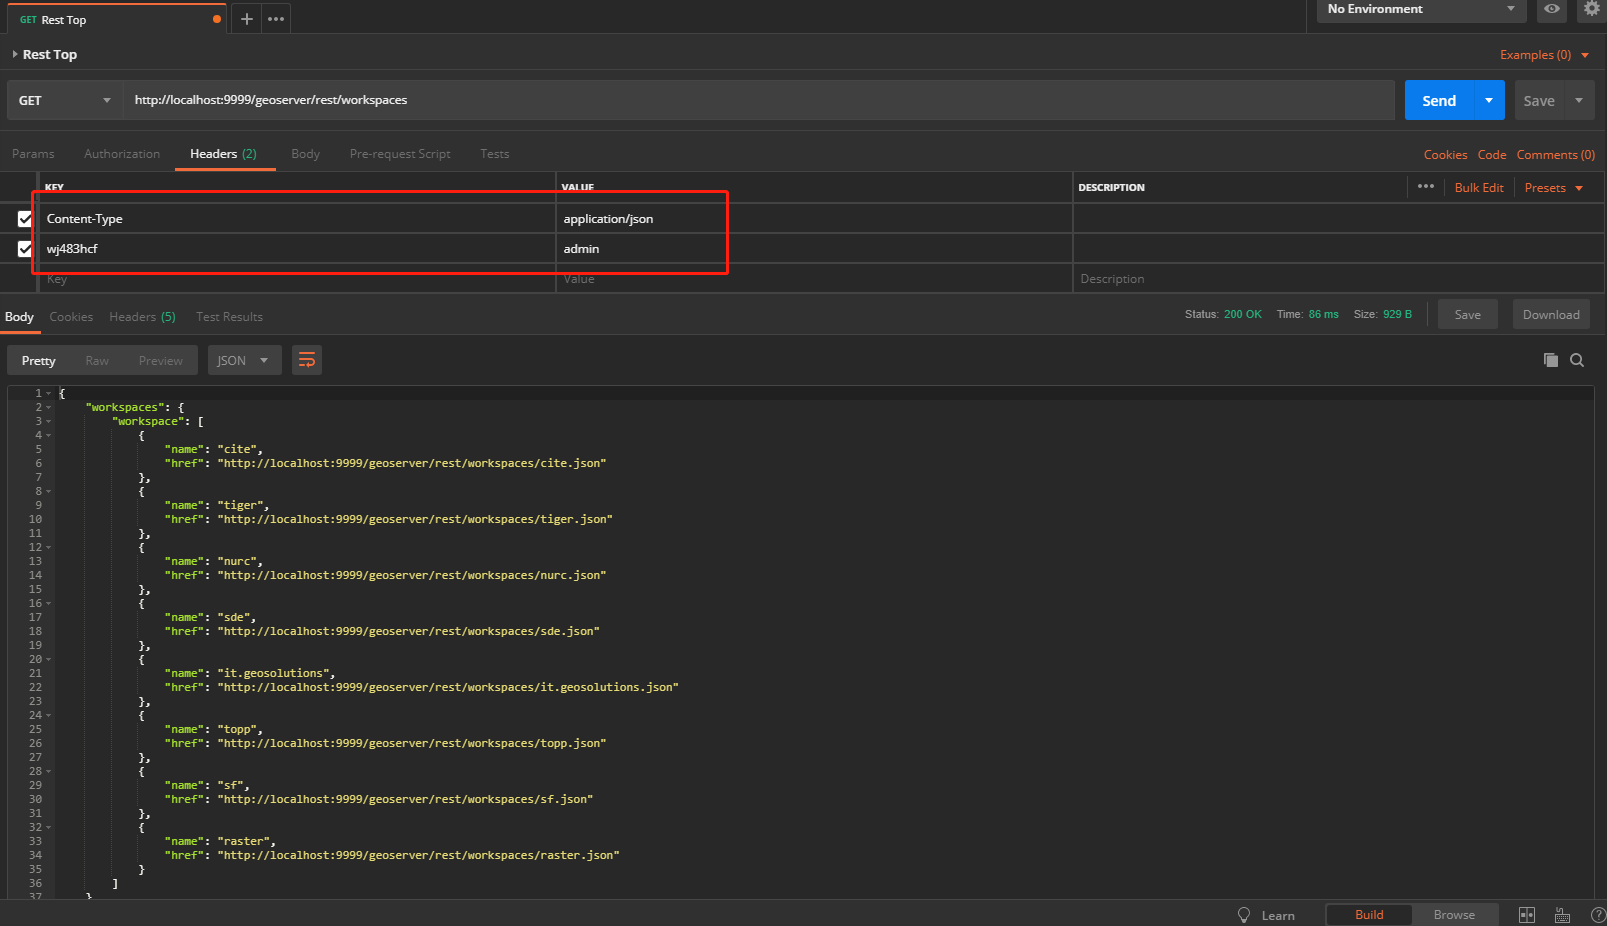 GET Rest Top
No Environment
Rest Top
Examples (0)
GET
http://localhost:9999/geoserver/rest/workspaces
Send
Save
Params
Authorization
Headers (2)
Body
Pre-request Script
Tests
Cookies
Code
Comments (0)
KEY
VALUE
DESCRIPTION
Bulk Edit
Presets
Content-Type
application/json
wj483hcf
admin
Key
Value
Description
Body
Cookies
Headers (5)
Test Results
Status: 200 OK
Time: 86 ms
Size: 929 B
Save
Download
Pretty
Raw
Preview
JSON
1 {
2 "workspaces": {
3 "workspace": [
4 {
5 "name": "cite",
6 "href": "http://localhost:9999/geoserver/rest/workspaces/cite.json"
7 },
8 {
9 "name": "tiger",
10 "href": "http://localhost:9999/geoserver/rest/workspaces/tiger.json"
11 },
12 {
13 "name": "nurc",
14 "href": "http://localhost:9999/geoserver/rest/workspaces/nurc.json"
15 },
16 {
17 "name": "sde",
18 "href": "http://localhost:9999/geoserver/rest/workspaces/sde.json"
19 },
20 {
21 "name": "it.geosolutions",
22 "href": "http://localhost:9999/geoserver/rest/workspaces/it.geosolutions.json"
23 },
24 {
25 "name": "topp",
26 "href": "http://localhost:9999/geoserver/rest/workspaces/topp.json"
27 },
28 {
29 "name": "sf",
30 "href": "http://localhost:9999/geoserver/rest/workspaces/sf.json"
31 },
32 {
33 "name": "raster",
34 "href": "http://localhost:9999/geoserver/rest/workspaces/raster.json"
35 }
36 ]
37 }
Learn
Build
Browse